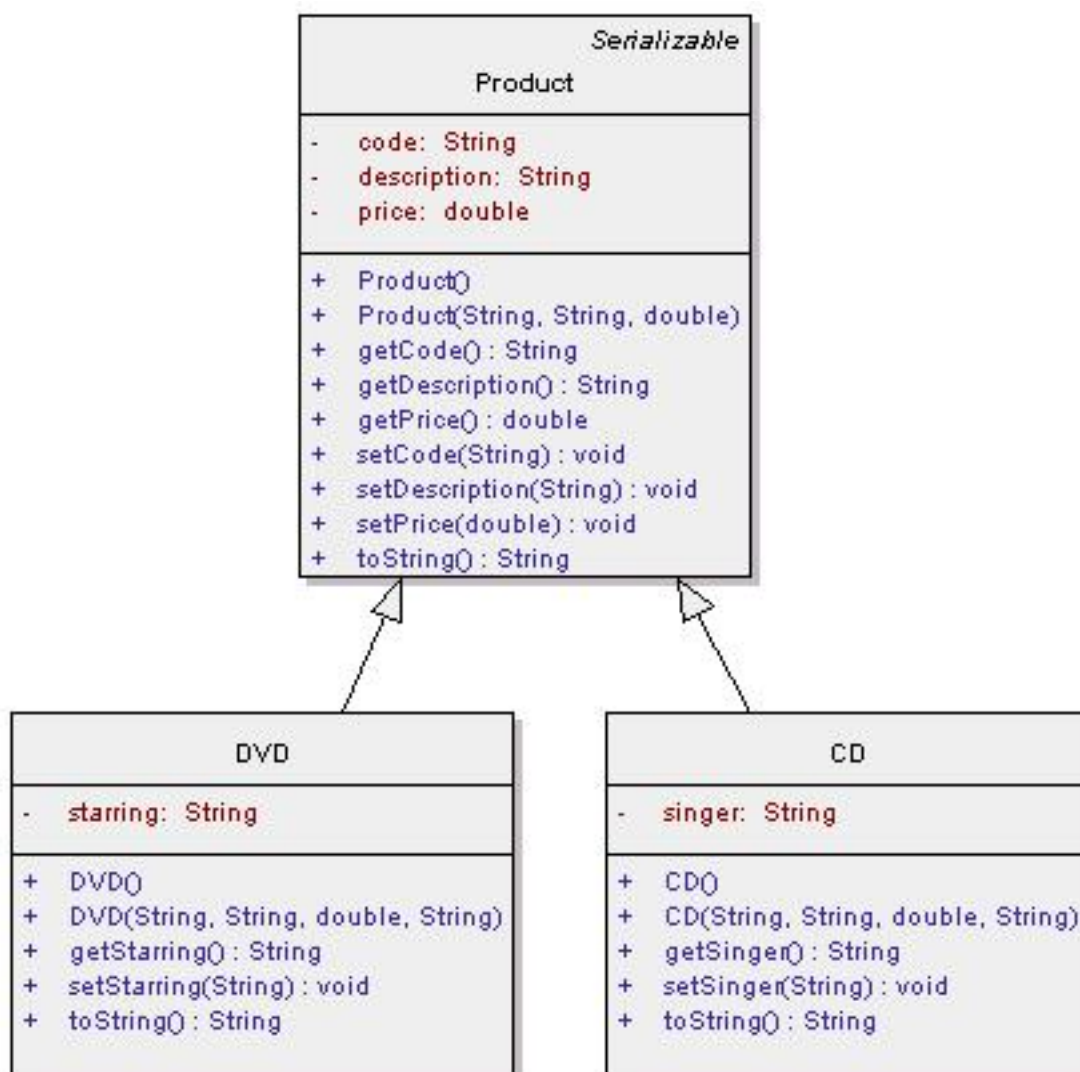 Serializable
Product
- code: String
- description: String
- price: double
+ Product()
+ Product(String, String, double)
+ getCode() : String
+ getDescription() : String
+ getPrice() : double
+ setCode(String) : void
+ setDescription(String) : void
+ setPrice(double) : void
+ toString() : String
DVD
- starring: String
+ DVD()
+ DVD(String, String, double, String)
+ getStarring() : String
+ setStarring(String) : void
+ toString() : String
CD
- singer: String
+ CD()
+ CD(String, String, double, String)
+ getSinger() : String
+ setSinger(String) : void
+ toString() : String